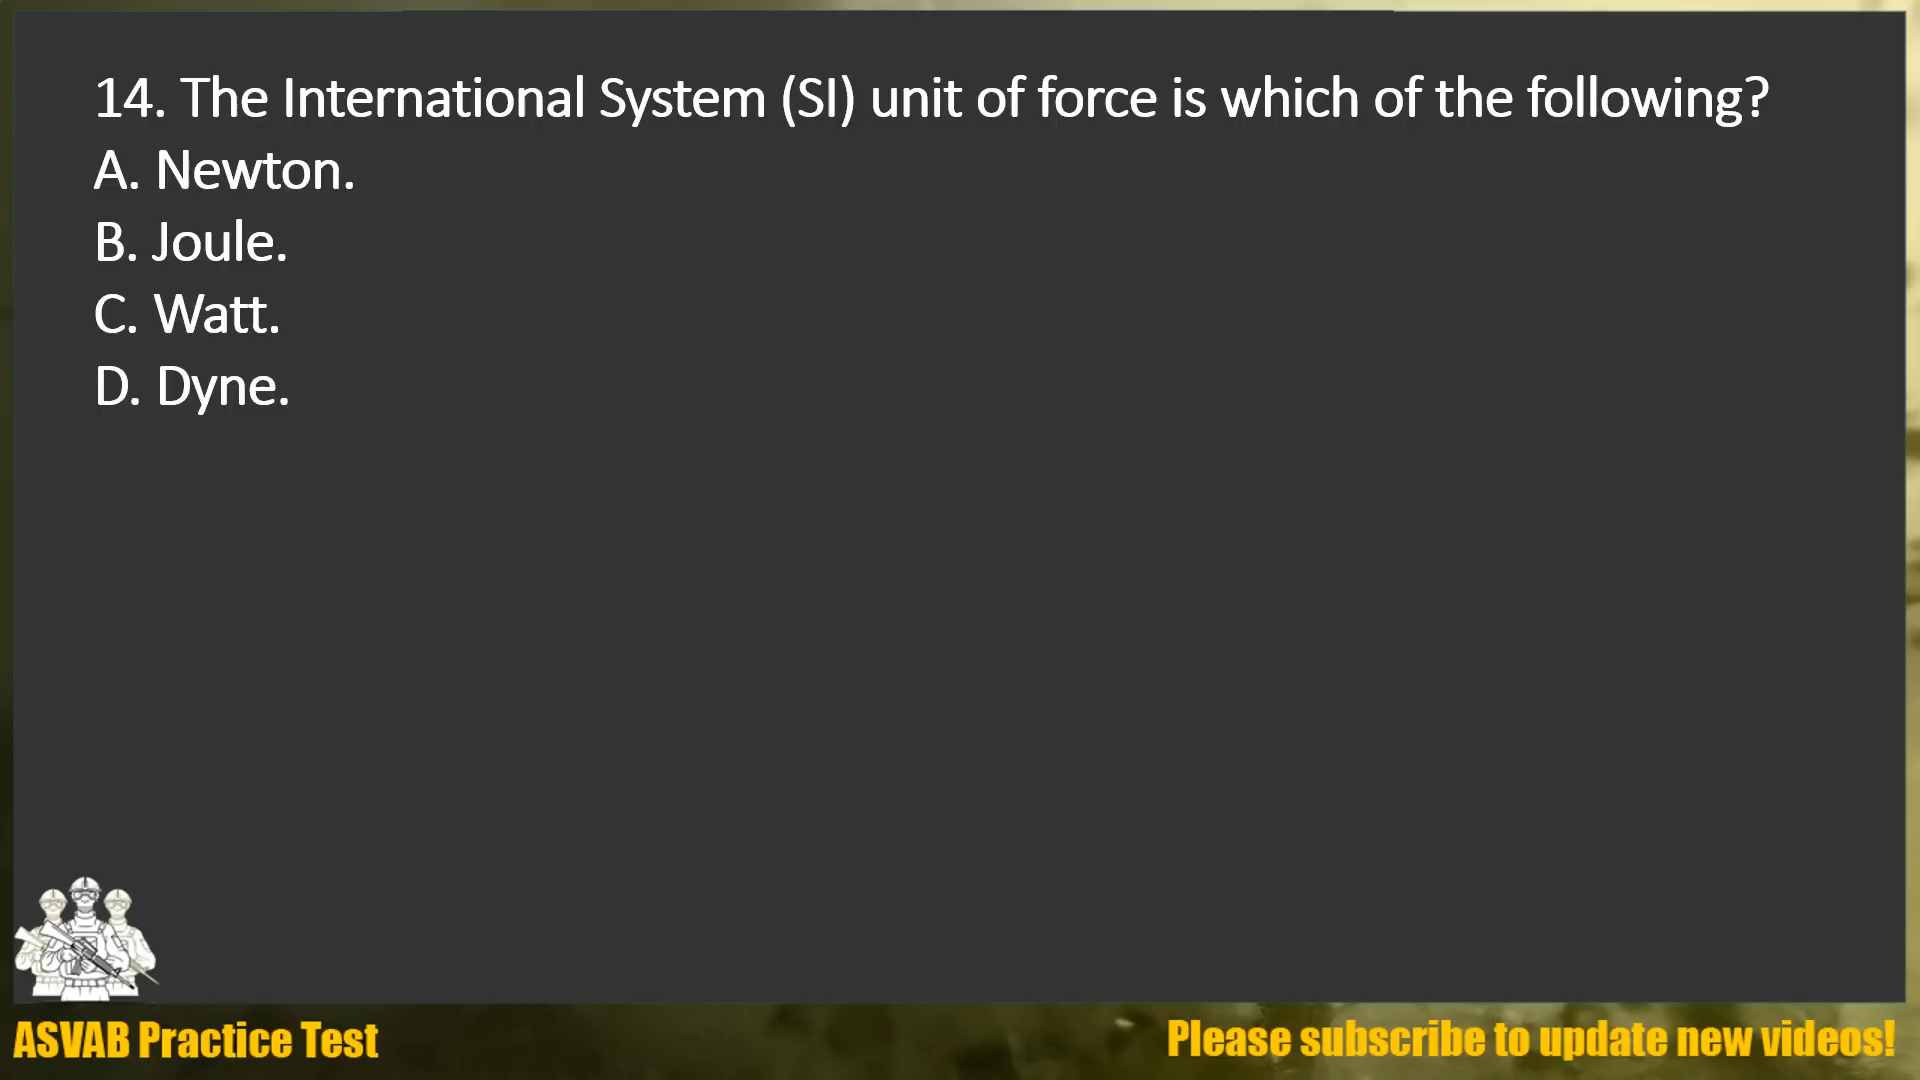 14. The International System (SI) unit of force is which of the following?
A. Newton.
B. Joule.
C. Watt.
D. Dyne.
ASVAB Practice Test
Please subscribe to update new videos!